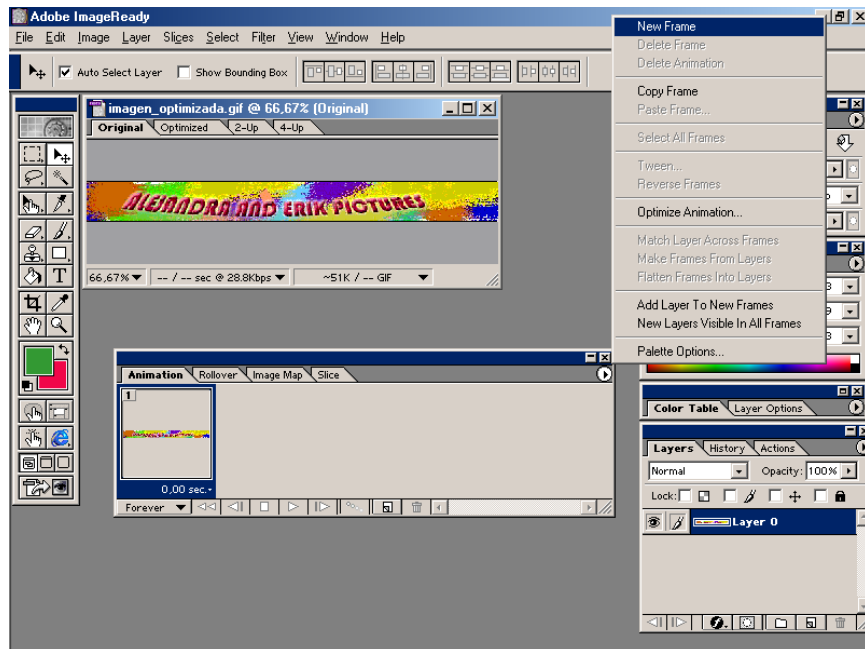 Adobe ImageReady
File Edit Image Layer Slices Select Filter View Window Help
Auto Select Layer Show Bounding Box
imagen_optimizada.gif @ 66,67% (Original)
Original Optimized 2-Up 4-Up
ALEJANDRA AND ERIK PICTURES
66,67% -- / -- sec @ 28.8Kbps ~51K / -- GIF
New Frame
Delete Frame
Delete Animation
Copy Frame
Paste Frame...
Select All Frames
Tween...
Reverse Frames
Optimize Animation...
Match Layer Across Frames
Make Frames From Layers
Flatten Frames Into Layers
Add Layer To New Frames
New Layers Visible In All Frames
Palette Options...
T
Animation Rollover Image Map Slice
1
0,00 sec.
Forever
Color Table Layer Options
Layers History Actions
Normal Opacity: 100%
Lock:
Layer 0